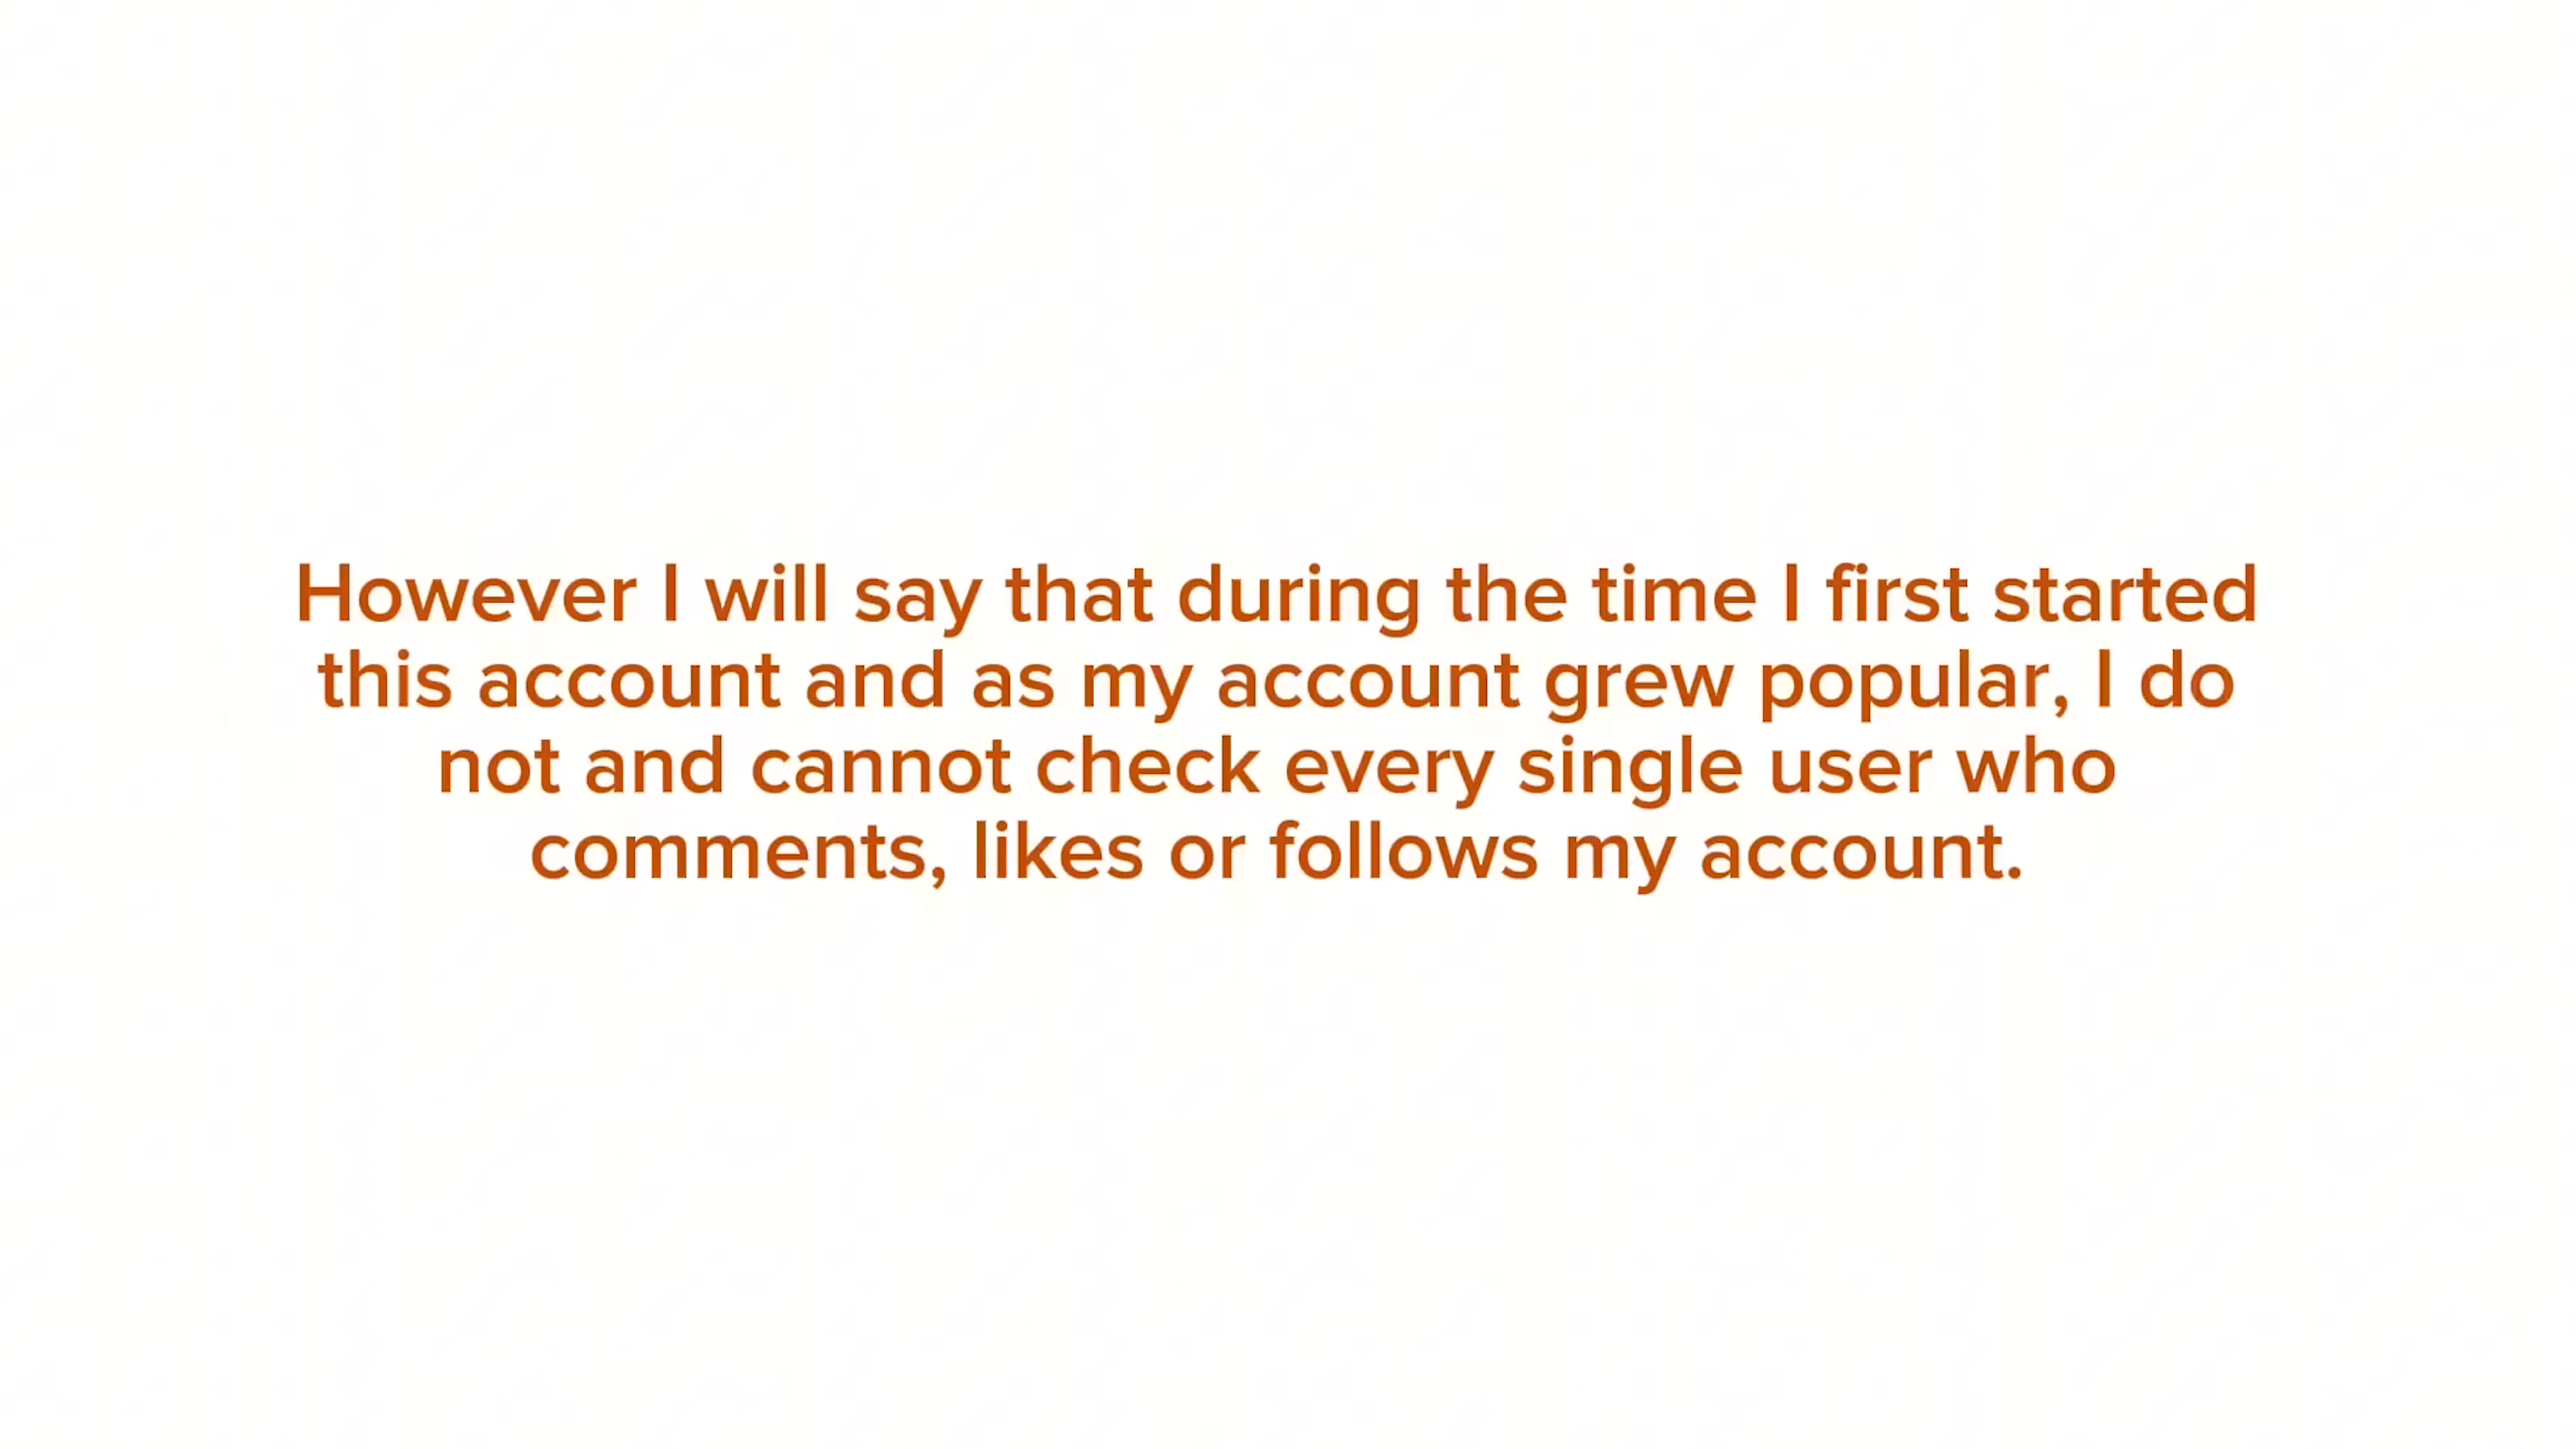 However I will say that during the time I first started
this account and as my account grew popular, I do
not and cannot check every single user who
comments, likes or follows my account.